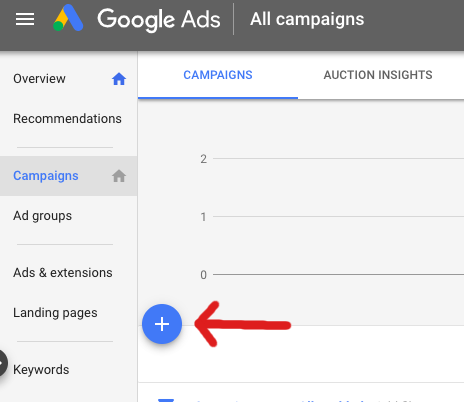 Google Ads
All campaigns
Overview
Recommendations
Campaigns
Ad groups
Ads & extensions
Landing pages
Keywords
CAMPAIGNS
AUCTION INSIGHTS
2
1
0